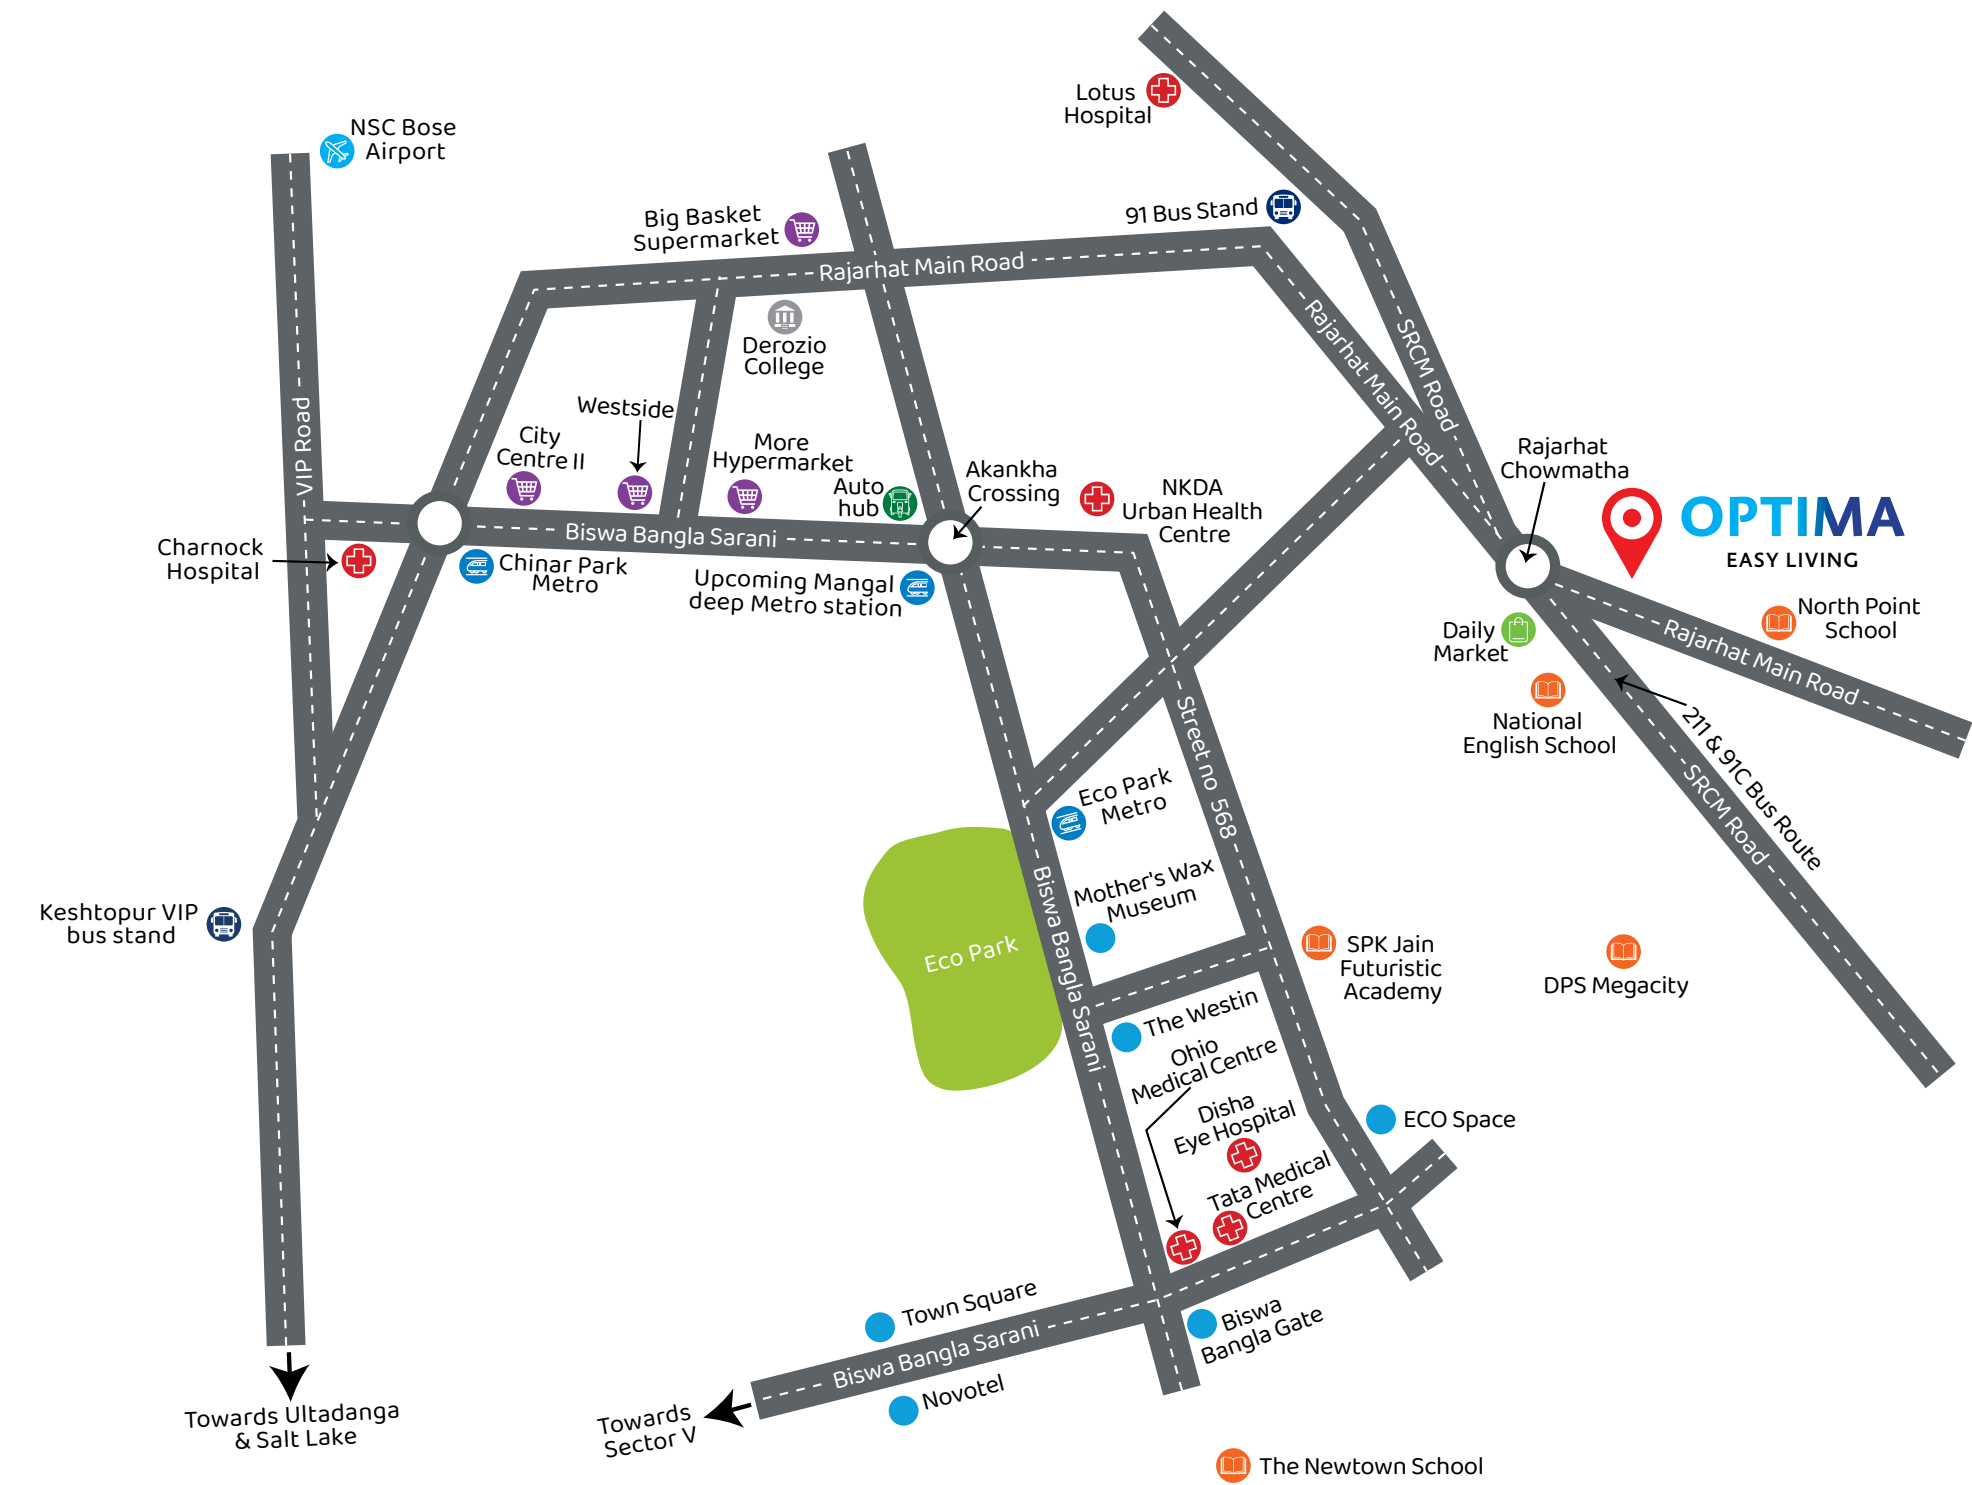 Lotus
Hospital
NSC Bose
Airport
91 Bus Stand
Big Basket
Supermarket
Rajarhat Main Road
Rajarhat Main Road
SRCM Road
Derozio
College
VIP Road
Westside
City
Centre II
More
Hypermarket
Auto
hub
Akankha
Crossing
NKDA
Urban Health
Centre
Rajarhat
Chowmatha
OPTIMA
EASY LIVING
Biswa Bangla Sarani
Charnock
Hospital
Chinar Park
Metro
Upcoming Mangal
deep Metro station
Daily
Market
North Point
School
Rajarhat Main Road
National
English School
211 & 91C Bus Route
SRCM Road
Street no 568
Eco Park
Metro
Mother's Wax
Museum
Biswa Bangla Sarani
Eco Park
Keshtopur VIP
bus stand
SPK Jain
Futuristic
Academy
DPS Megacity
The Westin
Ohio
Medical Centre
Disha
Eye Hospital
ECO Space
Tata Medical
Centre
Town Square
Biswa Bangla Sarani
Biswa
Bangla Gate
Novotel
Towards Ultadanga
& Salt Lake
Towards
Sector V
The Newtown School